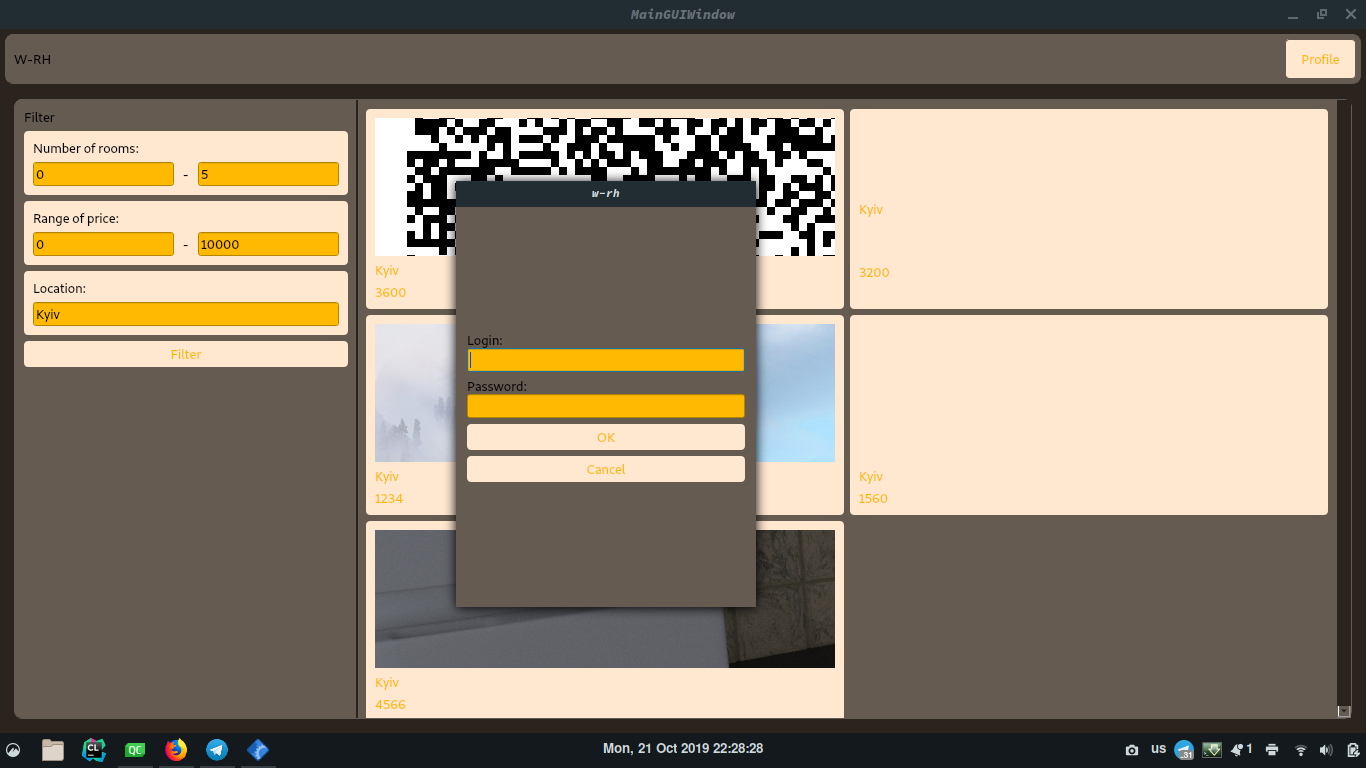 MainGUIWindow
W-RH
Profile
Filter
Number of rooms:
0 - 5
Range of price:
0 - 10000
Location:
Kyiv
Filter
Kyiv
3600
Kyiv
3200
Kyiv
1234
Kyiv
1560
Kyiv
4566
w-rh
Login:
Password:
OK
Cancel
CL
QC
Mon, 21 Oct 2019 22:28:28
us
31
1